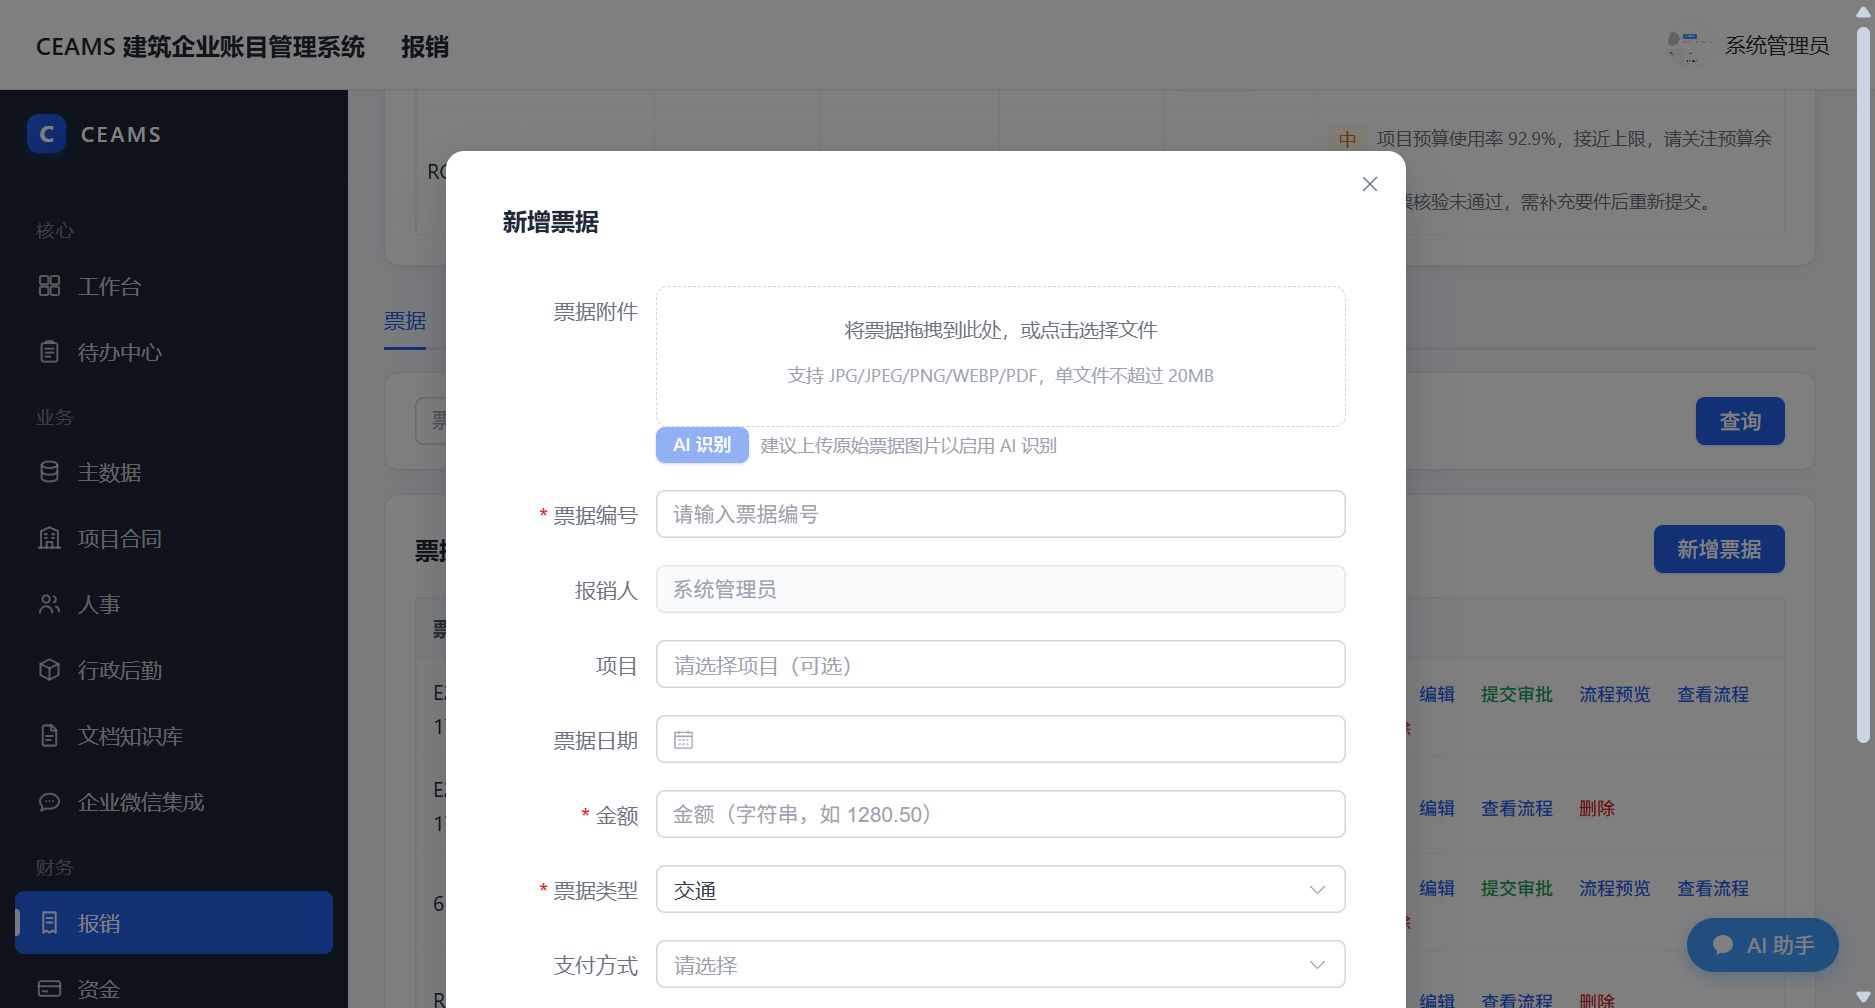 CEAMS 建筑企业账目管理系统 报销
系统管理员
C CEAMS
核心
工作台
待办中心
业务
主数据
项目合同
人事
行政后勤
文档知识库
企业微信集成
财务
报销
资金
中 项目预算使用率 92.9%，接近上限，请关注预算余
票核验未通过，需补充要件后重新提交。
票据
查询
新增票据
编辑 提交审批 流程预览 查看流程
编辑 查看流程 删除
编辑 提交审批 流程预览 查看流程
编辑 查看流程 删除
AI 助手
新增票据
票据附件
将票据拖拽到此处，或点击选择文件
支持 JPG/JPEG/PNG/WEBP/PDF，单文件不超过 20MB
AI 识别 建议上传原始票据图片以启用 AI 识别
* 票据编号 请输入票据编号
报销人 系统管理员
项目 请选择项目（可选）
票据日期
* 金额 金额（字符串，如 1280.50）
* 票据类型 交通
支付方式 请选择